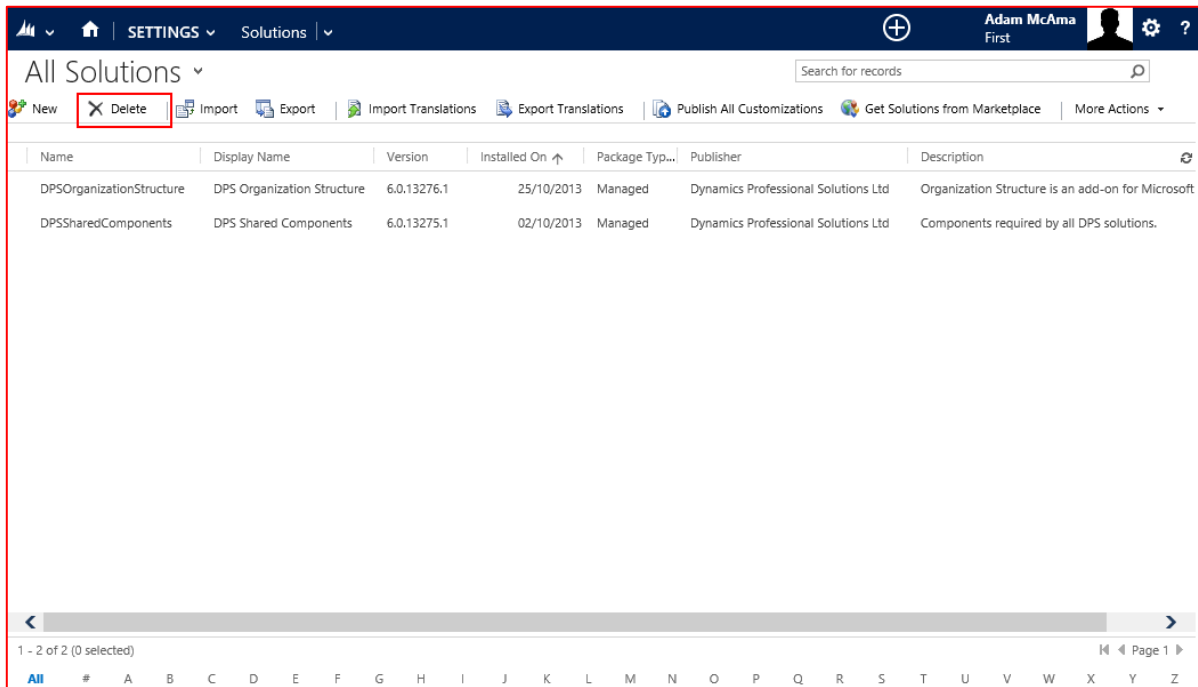 SETTINGS Solutions Adam McAma
First ?
All Solutions Search for records
New Delete Import Export Import Translations Export Translations Publish All Customizations Get Solutions from Marketplace More Actions
Name Display Name Version Installed On Package Typ... Publisher Description
DPSOrganizationStructure DPS Organization Structure 6.0.13276.1 25/10/2013 Managed Dynamics Professional Solutions Ltd Organization Structure is an add-on for Microsoft
DPSSharedComponents DPS Shared Components 6.0.13275.1 02/10/2013 Managed Dynamics Professional Solutions Ltd Components required by all DPS solutions.
1 - 2 of 2 (0 selected) Page 1
All # A B C D E F G H I J K L M N O P Q R S T U V W X Y Z